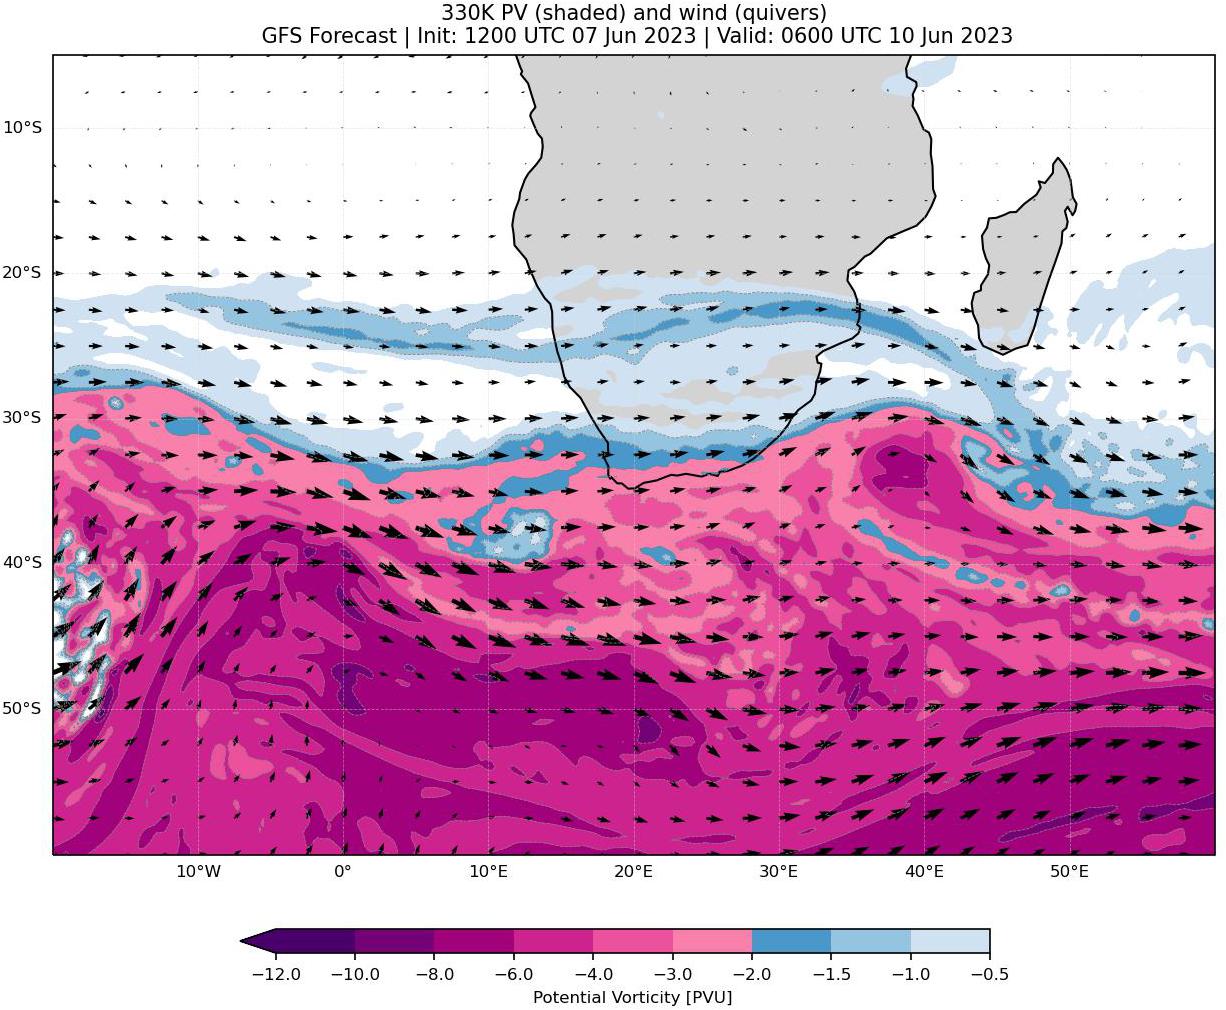 330K PV (shaded) and wind (quivers)
GFS Forecast | Init: 1200 UTC 07 Jun 2023 | Valid: 0600 UTC 10 Jun 2023
10°S
20°S
30°S
40°S
50°S
10°W 0° 10°E 20°E 30°E 40°E 50°E
−12.0 −10.0 −8.0 −6.0 −4.0 −3.0 −2.0 −1.5 −1.0 −0.5
Potential Vorticity [PVU]